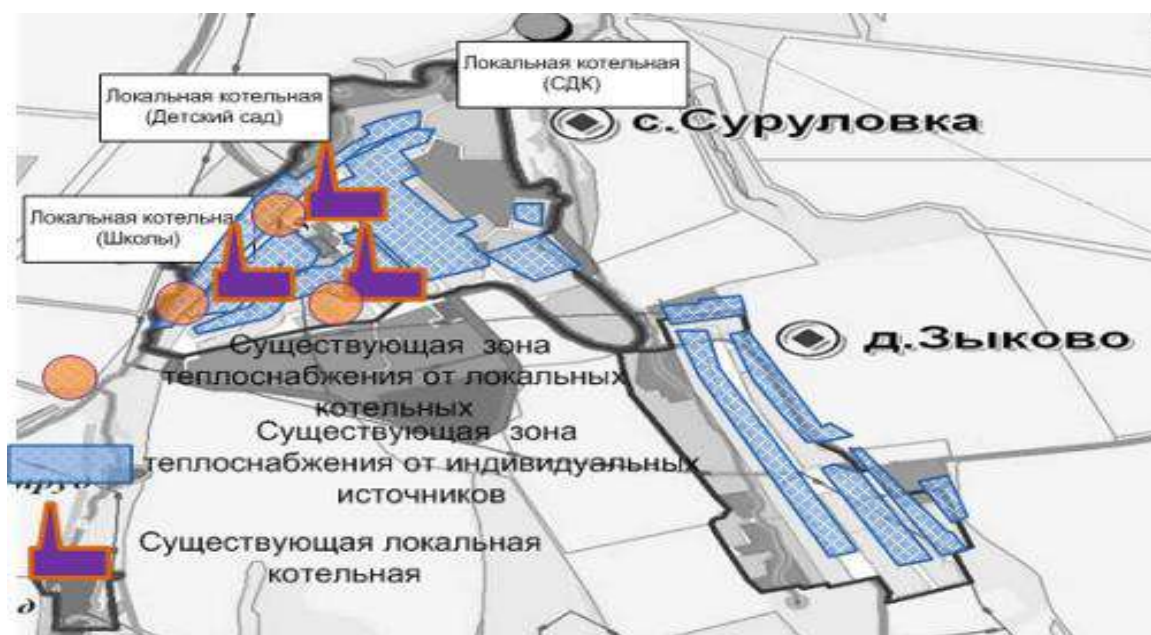 Локальная котельная
(СДК)
Локальная котельная
(Детский сад)
с.Суруловка
Локальная котельна
(Школы)
д.Зыково
Существующая зона
теплоснабжения от локальных
котельных
Существующая зона
теплоснабжения от индивидуальных
источников
пруд
Существующая локальная
котельная
д